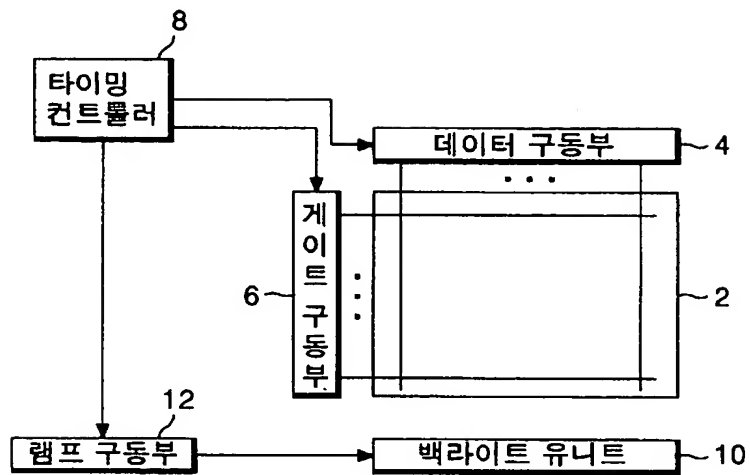 8
타이밍
컨트롤러
데이터 구동부
4
게이트 구동부
6
2
12
램프 구동부
백라이트 유니트
10